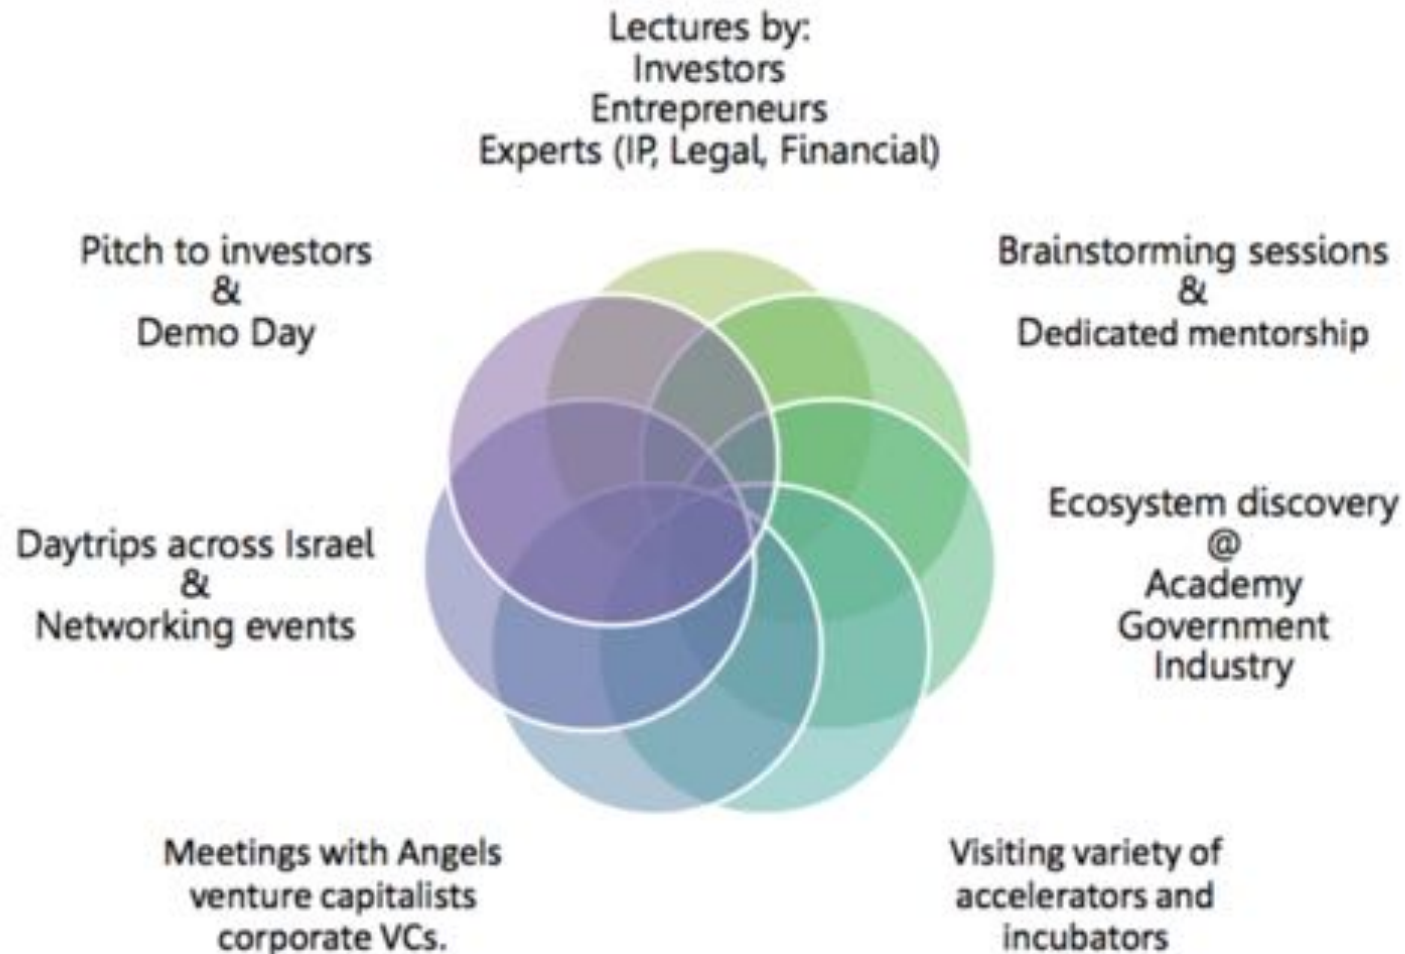 Lectures by:
Investors
Entrepreneurs
Experts (IP, Legal, Financial)
Brainstorming sessions
&
Dedicated mentorship
Ecosystem discovery
@
Academy
Government
Industry
Visiting variety of
accelerators and
incubators
Meetings with Angels
venture capitalists
corporate VCs.
Daytrips across Israel
&
Networking events
Pitch to investors
&
Demo Day